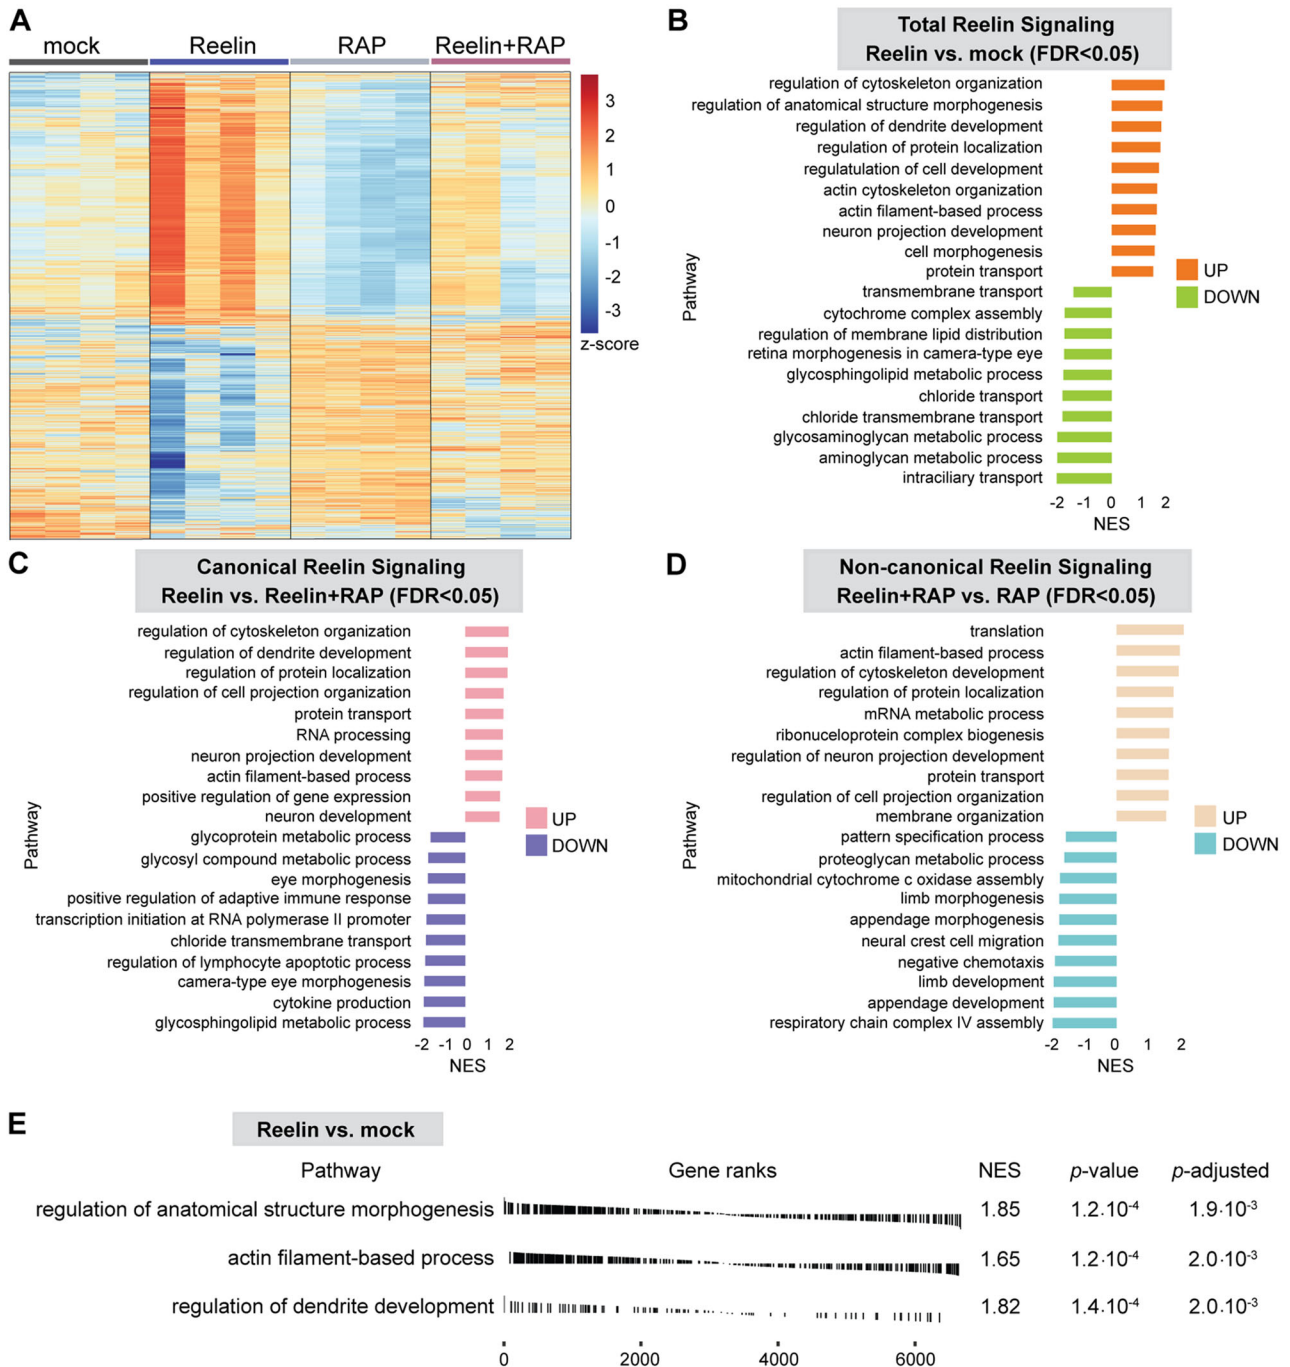 A
mock
Reelin
RAP
Reelin+RAP
3
2
1
0
-1
-2
-3
z-score
B
Total Reelin Signaling
Reelin vs. mock (FDR<0.05)
regulation of cytoskeleton organization
regulation of anatomical structure morphogenesis
regulation of dendrite development
regulation of protein localization
regulatulation of cell development
actin cytoskeleton organization
actin filament-based process
neuron projection development
cell morphogenesis
protein transport
transmembrane transport
cytochrome complex assembly
regulation of membrane lipid distribution
retina morphogenesis in camera-type eye
glycosphingolipid metabolic process
chloride transport
chloride transmembrane transport
glycosaminoglycan metabolic process
aminoglycan metabolic process
intraciliary transport
Pathway
UP
DOWN
-2 -1 0 1 2
NES
C
Canonical Reelin Signaling
Reelin vs. Reelin+RAP (FDR<0.05)
regulation of cytoskeleton organization
regulation of dendrite development
regulation of protein localization
regulation of cell projection organization
protein transport
RNA processing
neuron projection development
actin filament-based process
positive regulation of gene expression
neuron development
glycoprotein metabolic process
glycosyl compound metabolic process
eye morphogenesis
positive regulation of adaptive immune response
transcription initiation at RNA polymerase II promoter
chloride transmembrane transport
regulation of lymphocyte apoptotic process
camera-type eye morphogenesis
cytokine production
glycosphingolipid metabolic process
Pathway
UP
DOWN
-2 -1 0 1 2
NES
D
Non-canonical Reelin Signaling
Reelin+RAP vs. RAP (FDR<0.05)
translation
actin filament-based process
regulation of cytoskeleton development
regulation of protein localization
mRNA metabolic process
ribonuceloprotein complex biogenesis
regulation of neuron projection development
protein transport
regulation of cell projection organization
membrane organization
pattern specification process
proteoglycan metabolic process
mitochondrial cytochrome c oxidase assembly
limb morphogenesis
appendage morphogenesis
neural crest cell migration
negative chemotaxis
limb development
appendage development
respiratory chain complex IV assembly
Pathway
UP
DOWN
-2 -1 0 1 2
NES
E
Reelin vs. mock
Pathway Gene ranks NES p-value p-adjusted
regulation of anatomical structure morphogenesis 1.85 1.2·10⁻⁴ 1.9·10⁻³
actin filament-based process 1.65 1.2·10⁻⁴ 2.0·10⁻³
regulation of dendrite development 1.82 1.4·10⁻⁴ 2.0·10⁻³
0 2000 4000 6000